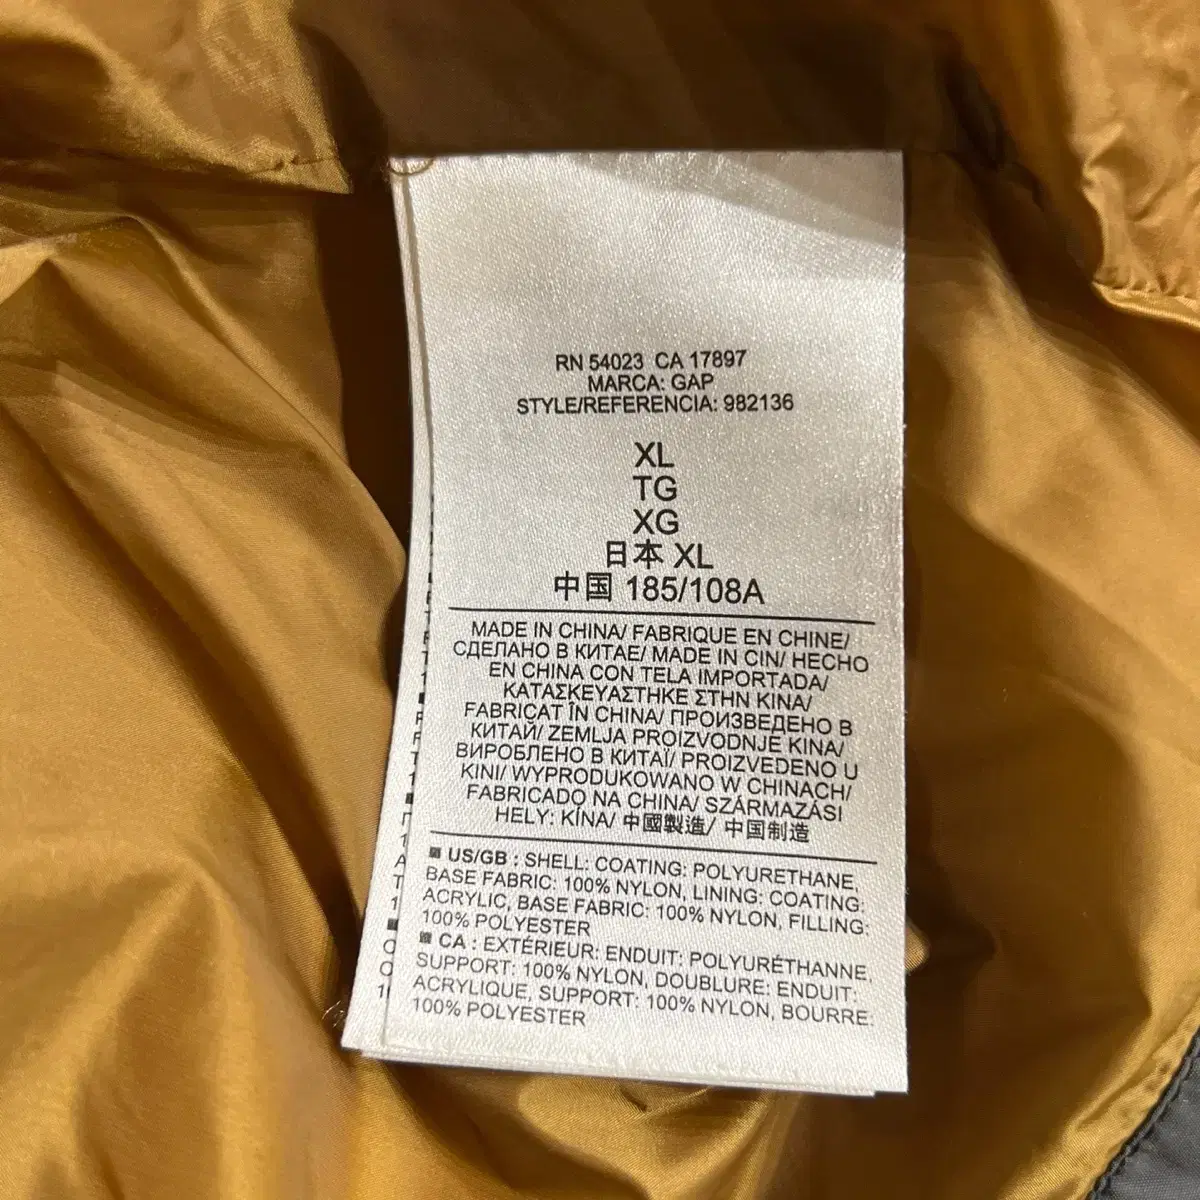 RN 54023 CA 17897
MARCA: GAP
STYLE/REFERENCIA: 982136
XL
TG
XG
日本 XL
中国 185/108A
MADE IN CHINA/ FABRIQUE EN CHINE/
СДЕЛАНО В КИТАЕ/ MADE IN CIN/ HECHO
EN CHINA CON TELA IMPORTADA/
ΚΑΤΑΣΚΕΥΑΣΤΗΚΕ ΣΤΗΝ ΚΙΝΑ/
FABRICAT ÎN CHINA/ ПРОИЗВЕДЕНО В
КИТАЙ/ ZEMLJA PROIZVODNJE KINA/
ВИРОБЛЕНО В КИТАЇ/ PROIZVEDENO U
KINI/ WYPRODUKOWANO W CHINACH/
FABRICADO NA CHINA/ SZÁRMAZÁSI
HELY: KÍNA/ 中國製造/ 中国制造
US/GB : SHELL: COATING: POLYURETHANE,
BASE FABRIC: 100% NYLON, LINING: COATING:
ACRYLIC, BASE FABRIC: 100% NYLON, FILLING:
100% POLYESTER
CA : EXTÉRIEUR: ENDUIT: POLYURÉTHANNE,
SUPPORT: 100% NYLON, DOUBLURE: ENDUIT:
ACRYLIQUE, SUPPORT: 100% NYLON, BOURRE:
100% POLYESTER